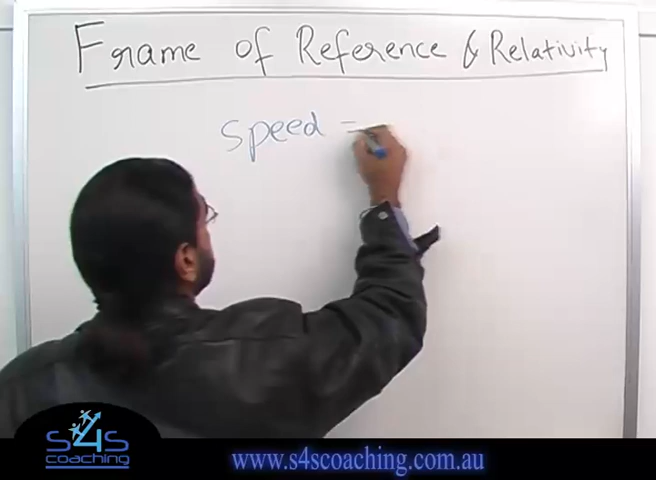 Frame of Reference & Relativity
Speed =
S4S
coaching
www.s4scoaching.com.au